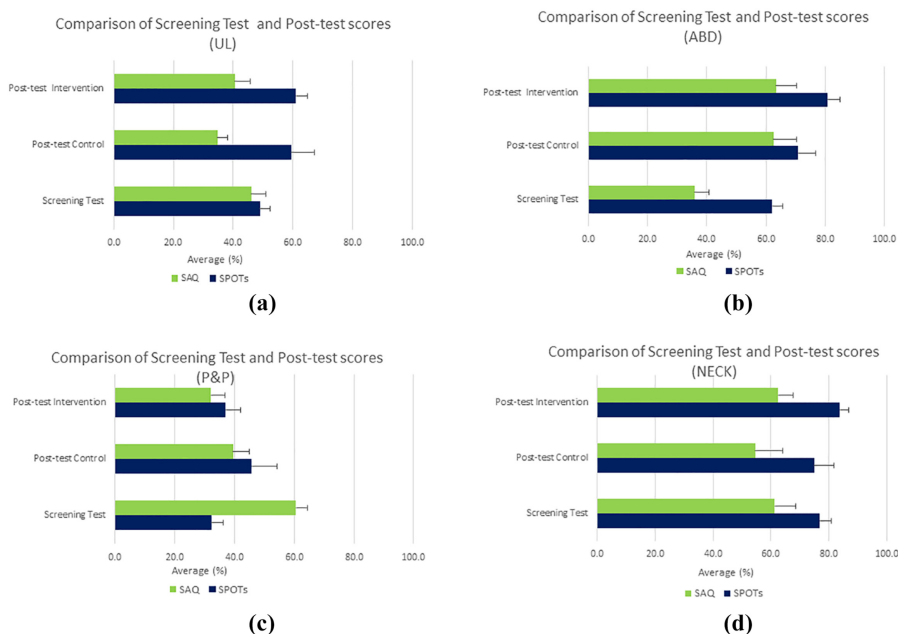 Comparison of Screening Test and Post-test scores
(UL)
Post-test Intervention
Post-test Control
Screening Test
0.0 20.0 40.0 60.0 80.0 100.0
Average (%)
SAQ SPOTs
(a)
Comparison of Screening Test and Post-test scores
(ABD)
Post-test Intervention
Post-test Control
Screening Test
0.0 20.0 40.0 60.0 80.0 100.0
Average (%)
SAQ SPOTs
(b)
Comparison of Screening Test and Post-test scores
(P&P)
Post-test Intervention
Post-test Control
Screening Test
0.0 20.0 40.0 60.0 80.0 100.0
Average (%)
SAQ SPOTs
(c)
Comparison of Screening Test and Post-test scores
(NECK)
Post-test Intervention
Post-test Control
Screening Test
0.0 20.0 40.0 60.0 80.0 100.0
Average (%)
SAQ SPOTs
(d)